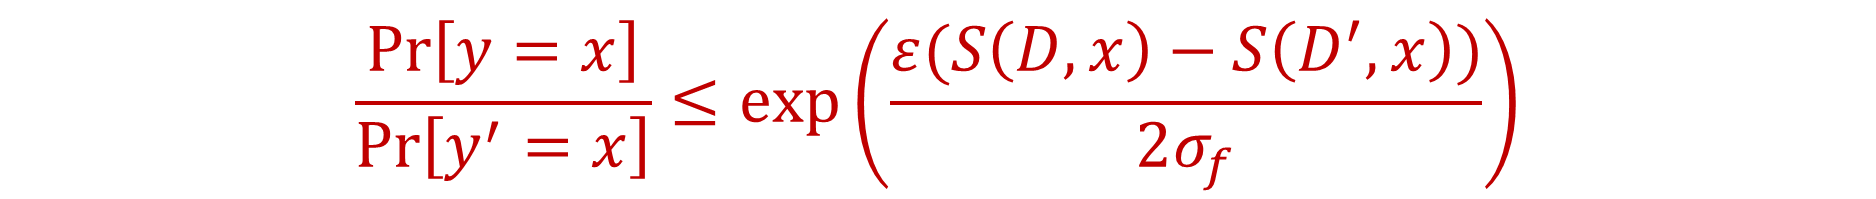 Pr[y = x] / Pr[y′ = x] ≤ exp(ε(S(D, x) − S(D′, x)) / 2σ_f)